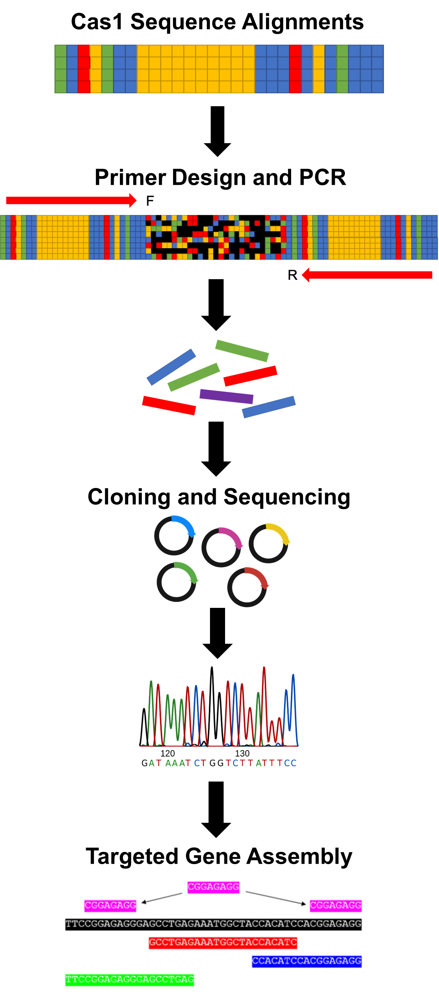 Cas1 Sequence Alignments
Primer Design and PCR
F
R
Cloning and Sequencing
120 130
GAT AAAT CT GGTCTT ATTTCC
Targeted Gene Assembly
CGGAGAGG
CGGAGAGG CGGAGAGG
TTCCGGAGAGGGAGCCTGAGAAATGGCTACCACATCCACGGAGAGG
GCCTGAGAAATGGCTACCACATC
CCACATCCACGGAGAGG
TTCCGGAGAGGGAGCCTGAG